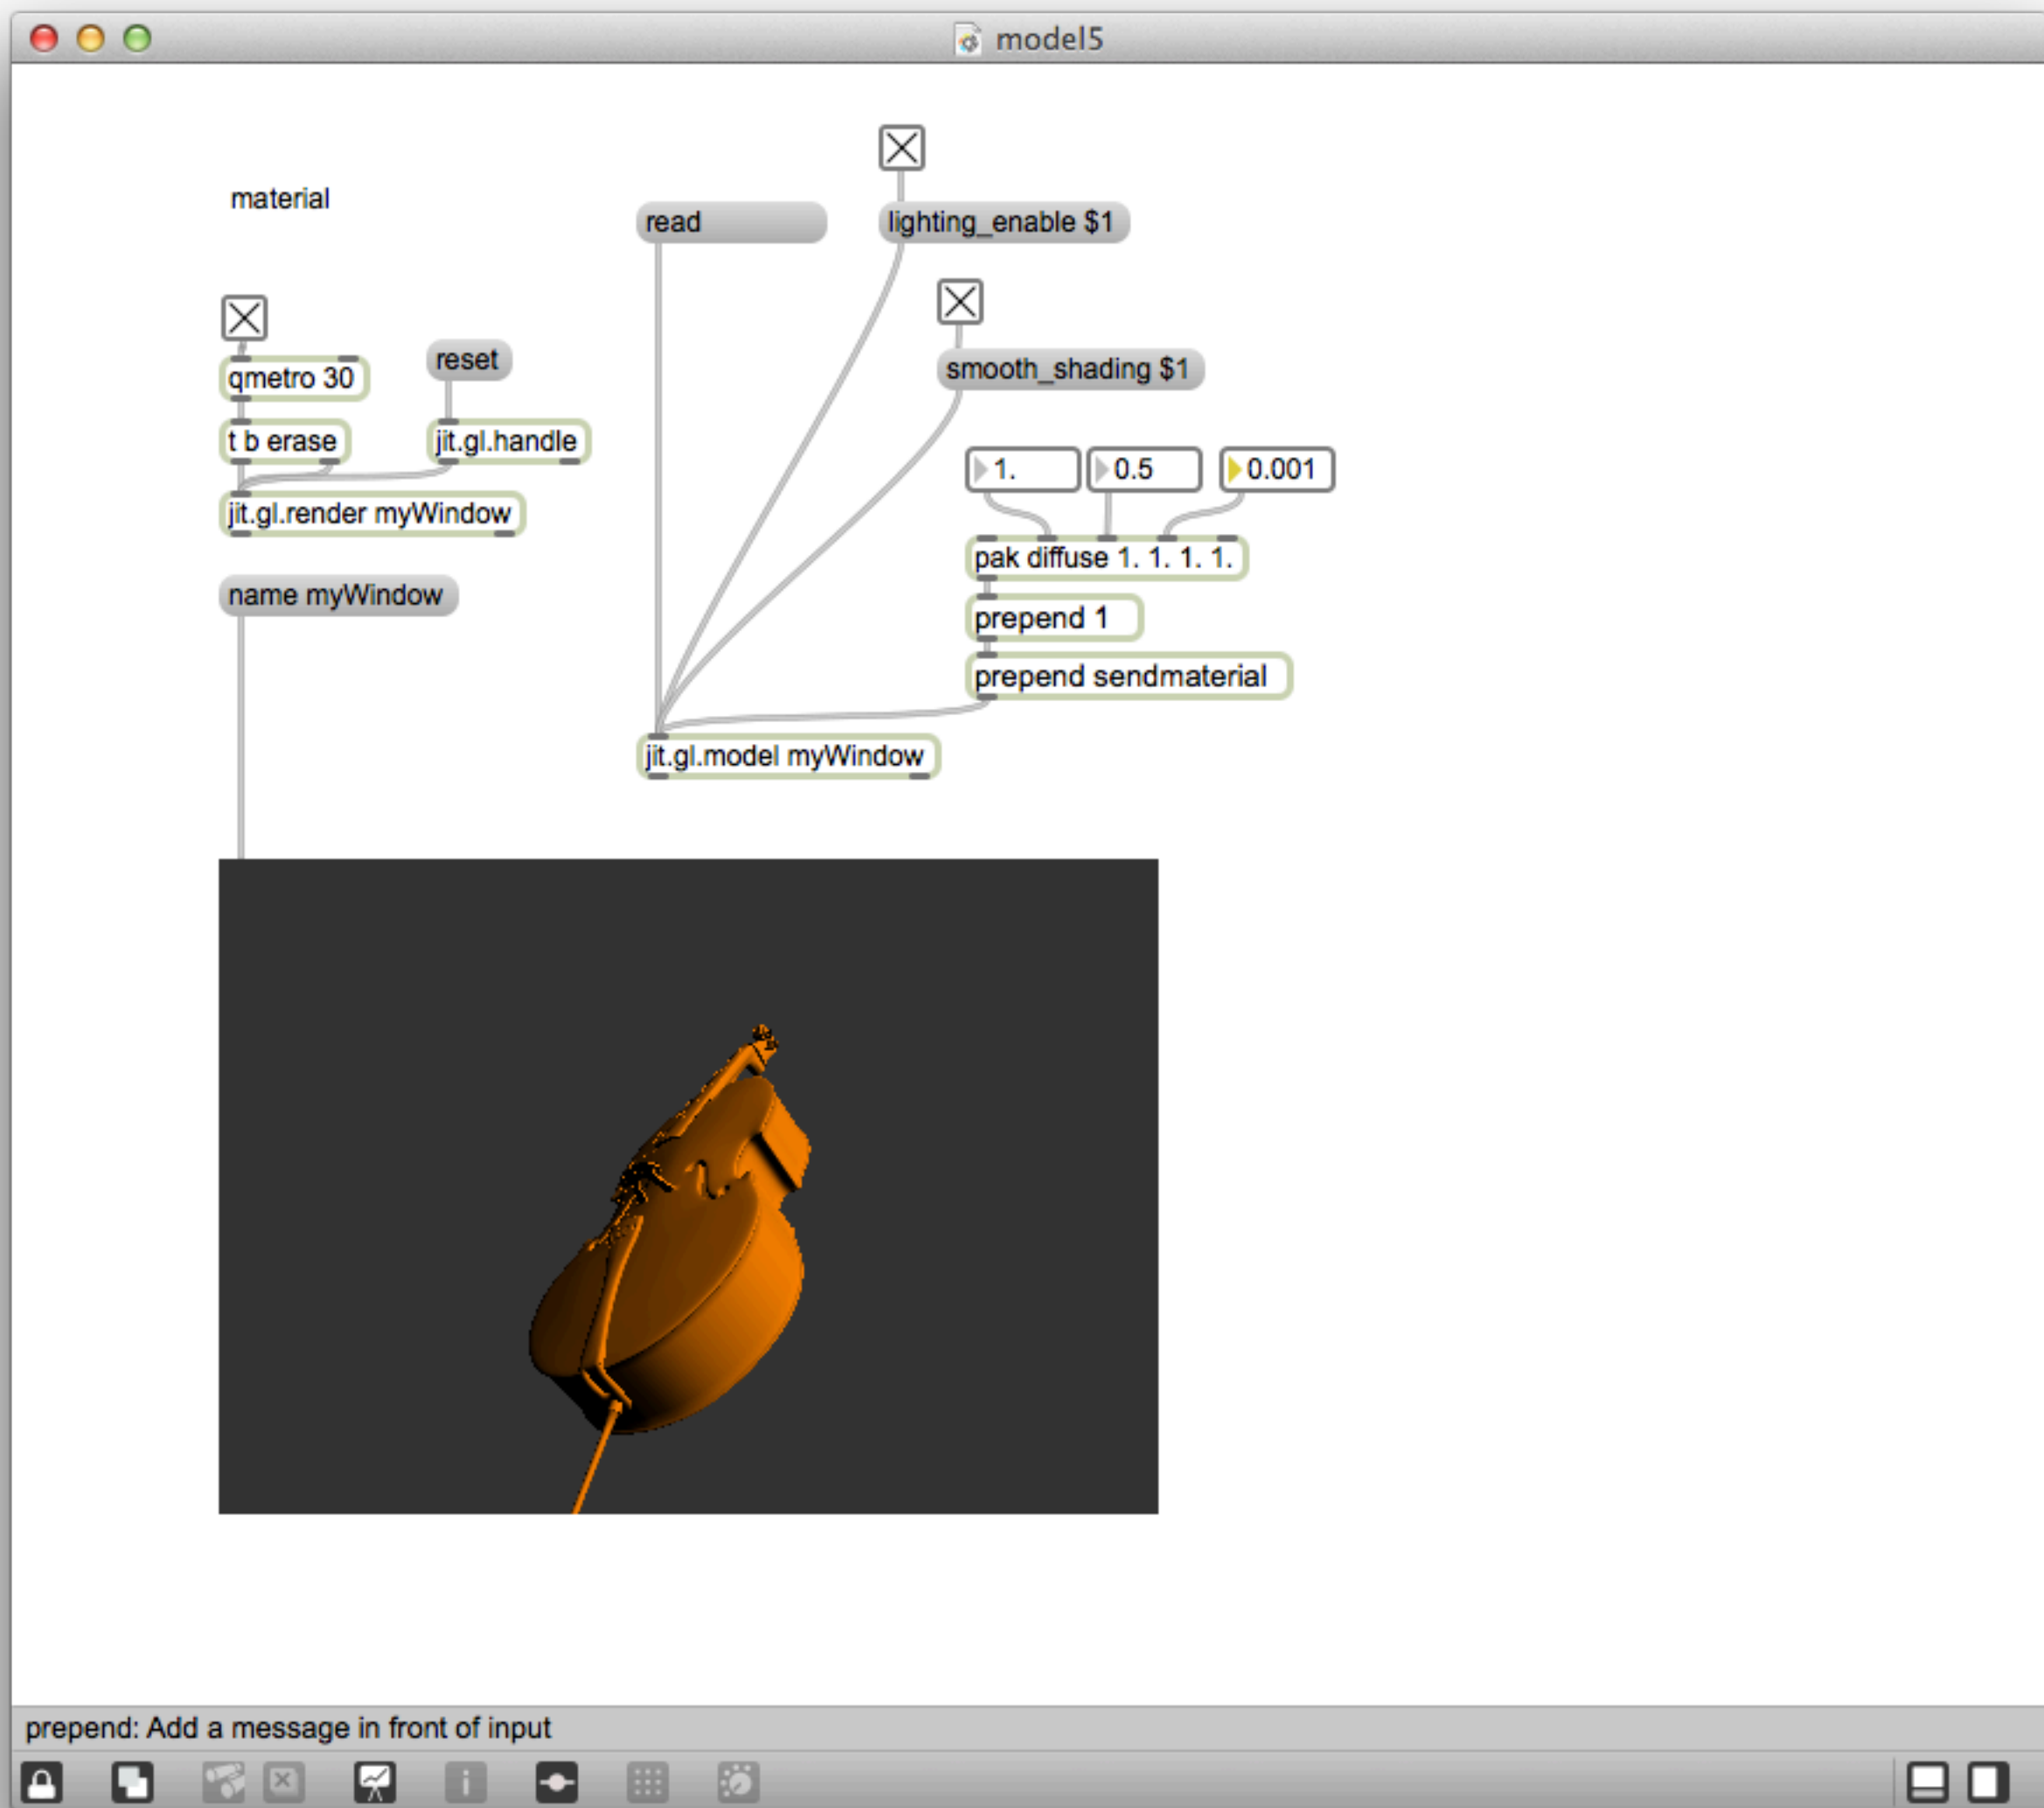 model5
material
read
lighting_enable $1
smooth_shading $1
qmetro 30
reset
t b erase
jit.gl.handle
1.
0.5
0.001
jit.gl.render myWindow
pak diffuse 1. 1. 1. 1.
name myWindow
prepend 1
prepend sendmaterial
jit.gl.model myWindow
prepend: Add a message in front of input